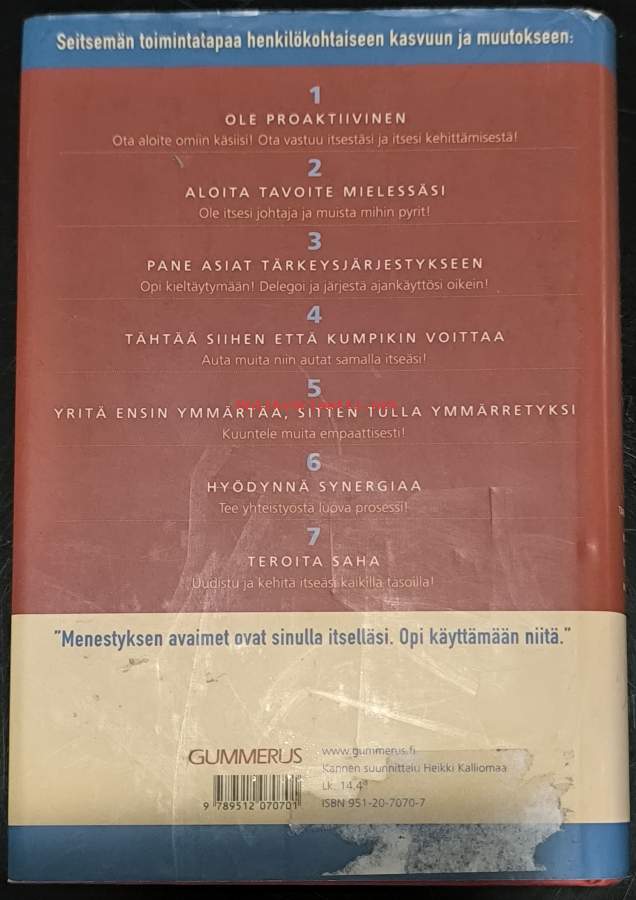 Seitsemän toimintatapaa henkilökohtaiseen kasvuun ja muutokseen:
1
OLE PROAKTIIVINEN
Ota aloite omiin käsiisi! Ota vastuu itsestäsi ja itsesi kehittämisestä!
2
ALOITA TAVOITE MIELESSÄSI
Ole itsesi johtaja ja muista mihin pyrit!
3
PANE ASIAT TÄRKEYSJÄRJESTYKSEEN
Opi kieltäytymään! Delegoi ja järjestä ajankäyttösi oikein!
4
TÄHTÄÄ SIIHEN ETTÄ KUMPIKIN VOITTAA
Auta muita niin autat samalla itseäsi!
5
YRITÄ ENSIN YMMÄRTÄÄ, SITTEN TULLA YMMÄRRETYKSI
Kuuntele muita empaattisesti!
6
HYÖDYNNÄ SYNERGIAA
Tee yhteistyöstä luova prosessi!
7
TEROITA SAHA
Uudistu ja kehitä itseäsi kaikilla tasoilla!
"Menestyksen avaimet ovat sinulla itselläsi. Opi käyttämään niitä."
GUMMERUS
www.gummerus.fi
Kannen suunnittelu Heikki Kalliomaa
Lk. 14.4
ISBN 951-20-7070-7
9 789512 070701